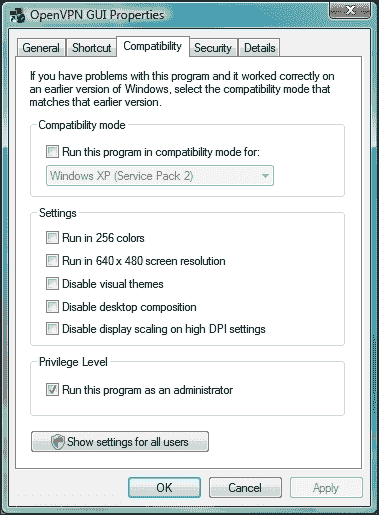 OpenVPN GUI Properties
General Shortcut Compatibility Security Details
If you have problems with this program and it worked correctly on
an earlier version of Windows, select the compatibility mode that
matches that earlier version.
Compatibility mode
Run this program in compatibility mode for:
Windows XP (Service Pack 2)
Settings
Run in 256 colors
Run in 640 x 480 screen resolution
Disable visual themes
Disable desktop composition
Disable display scaling on high DPI settings
Privilege Level
Run this program as an administrator
Show settings for all users
OK Cancel Apply